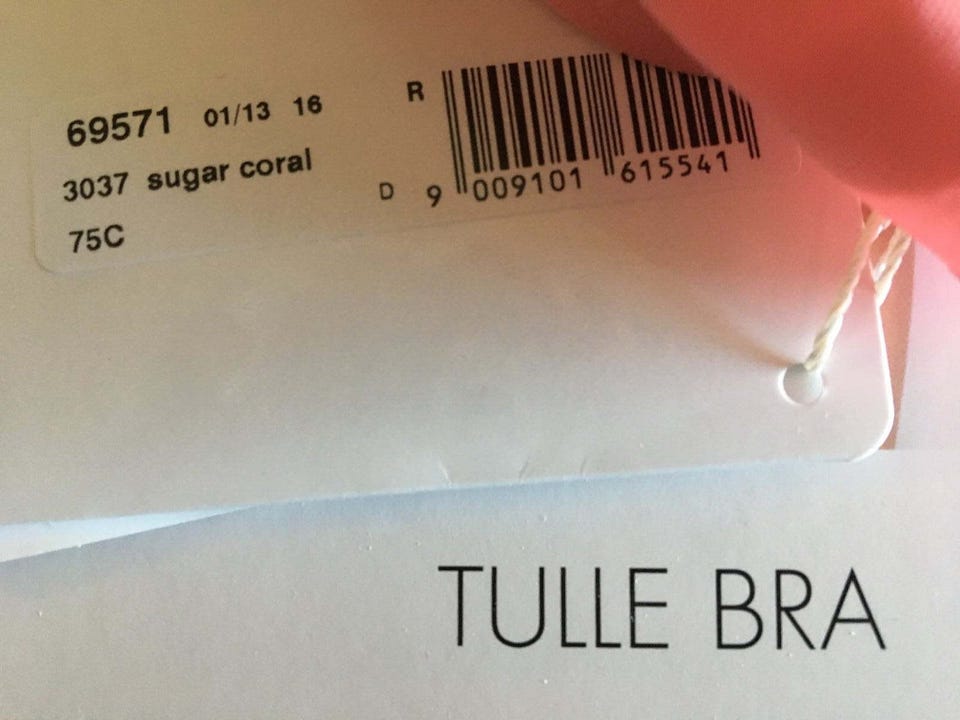 69571 01/13 16 R
3037 sugar coral
D 9 009101 615541
75C
TULLE BRA